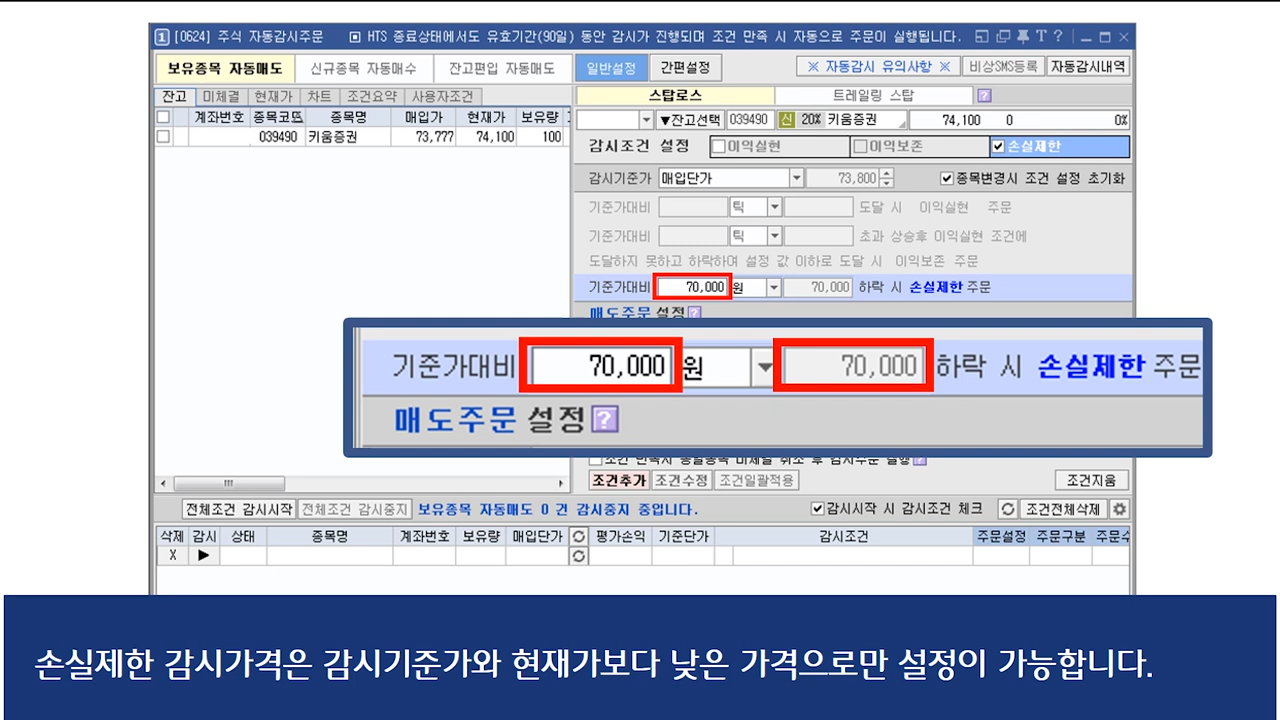 1 [0624] 주식 자동감시주문 HTS 종료상태에서도 유효기간(90일) 동안 감시가 진행되며 조건 만족 시 자동으로 주문이 실행됩니다. T ?
보유종목 자동매도 신규종목 자동매수 잔고편입 자동매도 일반설정 간편설정 ※ 자동감시 유의사항 ※ 비상SMS등록 자동감시내역
잔고 미체결 현재가 차트 조건요약 사용자조건 스탑로스 트레일링 스탑 ?
계좌번호 종목코드 종목명 매입가 현재가 보유량
039490 키움증권 73,777 74,100 100
▼잔고선택 039490 신 20% 키움증권 74,100 0 0%
감시조건 설정 이익실현 이익보존 손실제한
감시기준가 매입단가 73,800 종목변경시 조건 설정 초기화
기준가대비 틱 도달 시 이익실현 주문
기준가대비 틱 초과 상승후 이익실현 조건에
도달하지 못하고 하락하며 설정 값 이하로 도달 시 이익보존 주문
기준가대비 70,000 원 70,000 하락 시 손실제한 주문
매도주문 설정 ?
기준가대비 70,000 원 70,000 하락 시 손실제한 주문
매도주문 설정 ?
조건추가 조건수정 조건일괄적용 조건지움
전체조건 감시시작 전체조건 감시중지 보유종목 자동매도 0 건 감시중지 중입니다. 감시시작 시 감시조건 체크 조건전체삭제
삭제 감시 상태 종목명 계좌번호 보유량 매입단가 평가손익 기준단가 감시조건 주문설정 주문구분
X ▶
손실제한 감시가격은 감시기준가와 현재가보다 낮은 가격으로만 설정이 가능합니다.